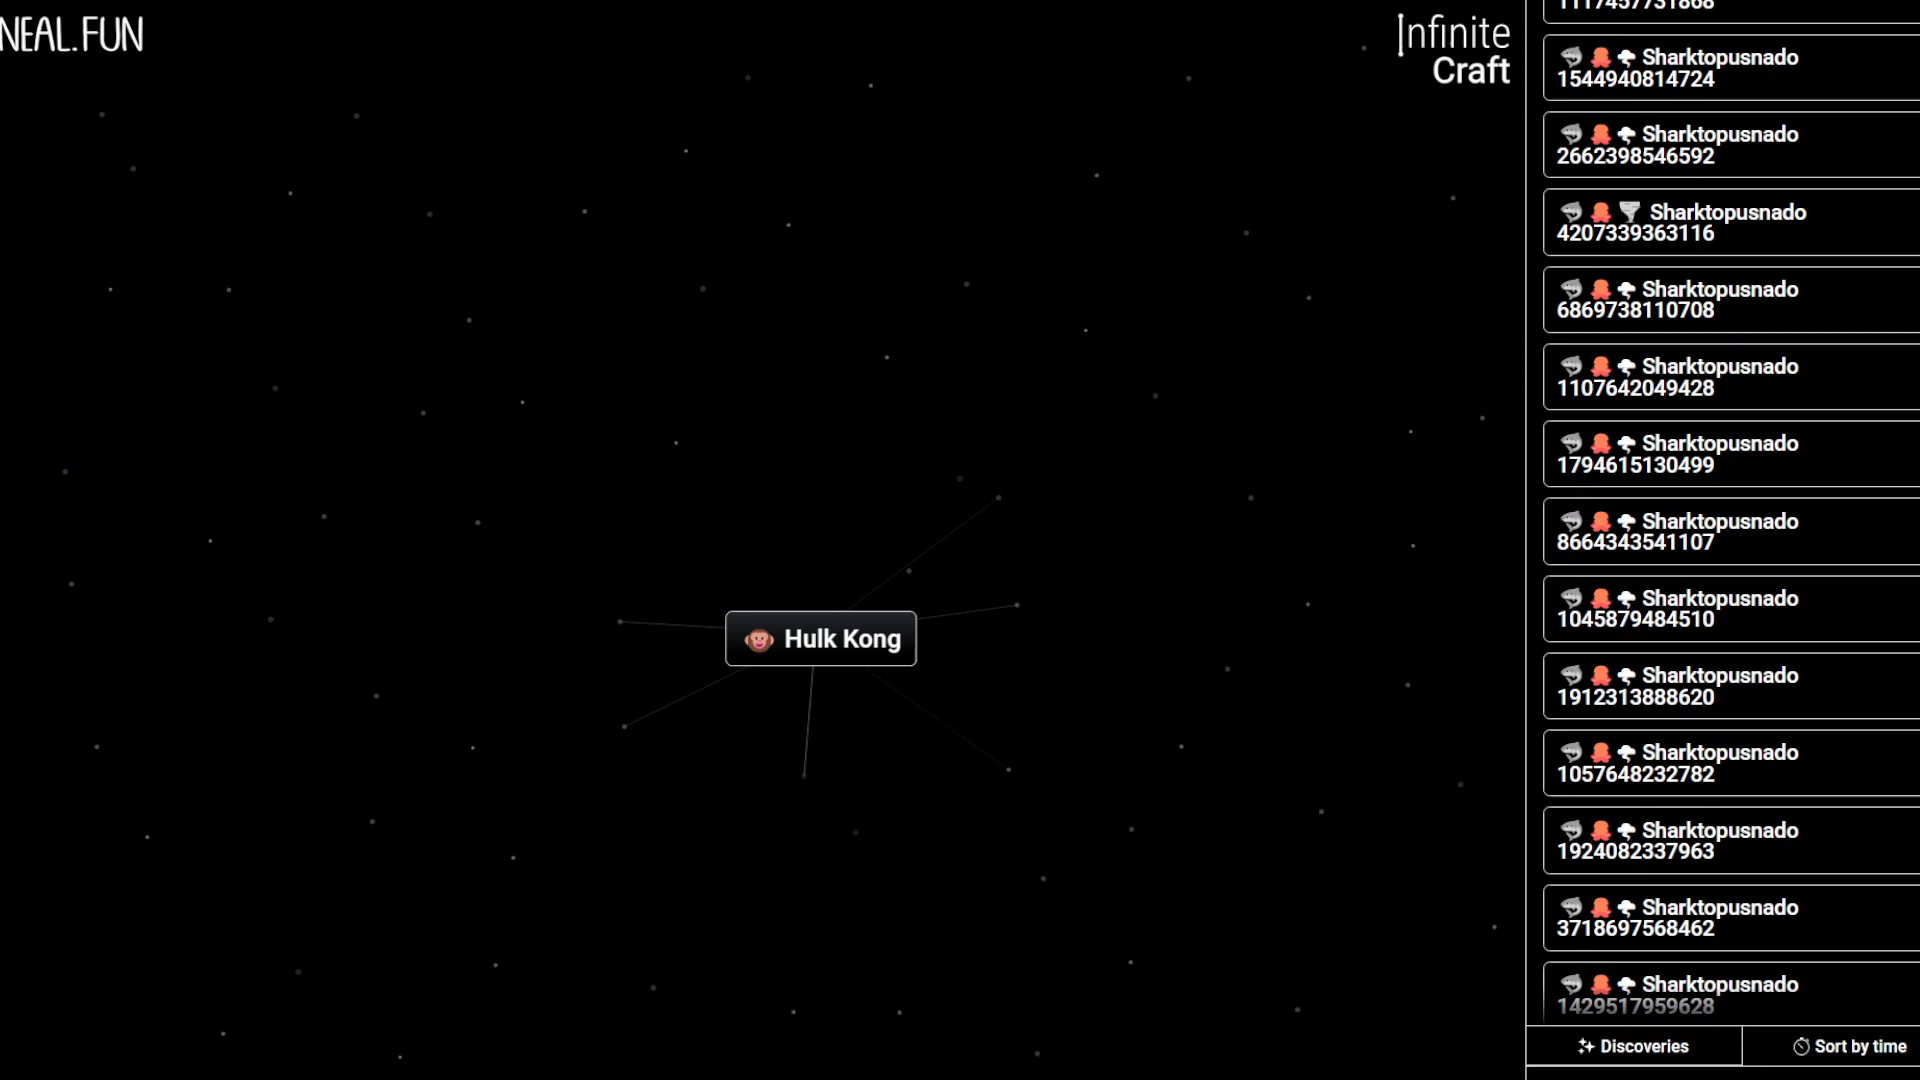 NEAL.FUN
Infinite
Craft
Hulk Kong
1117457731868
Sharktopusnado
1544940814724
Sharktopusnado
2662398546592
Sharktopusnado
4207339363116
Sharktopusnado
6869738110708
Sharktopusnado
1107642049428
Sharktopusnado
1794615130499
Sharktopusnado
8664343541107
Sharktopusnado
1045879484510
Sharktopusnado
1912313888620
Sharktopusnado
1057648232782
Sharktopusnado
1924082337963
Sharktopusnado
3718697568462
Sharktopusnado
1429517959628
Discoveries
Sort by time